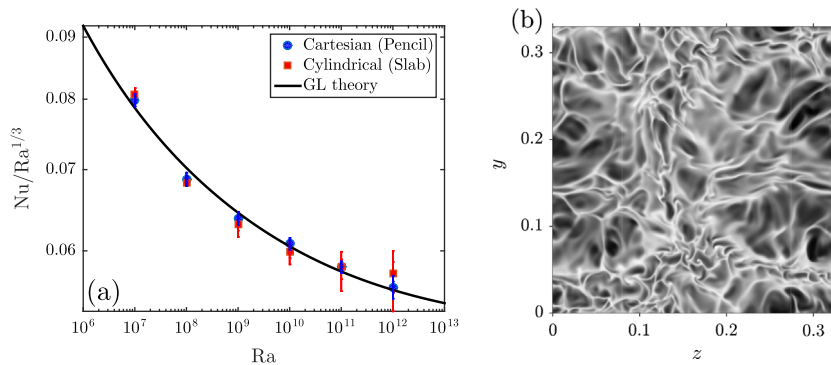 (a)
Nu/Ra^{1/3}
0.09
0.08
0.07
0.06
Cartesian (Pencil)
Cylindrical (Slab)
GL theory
10^6 10^7 10^8 10^9 10^10 10^11 10^12 10^13
Ra
(b)
y
0.3
0.2
0.1
0
0 0.1 0.2 0.3
z